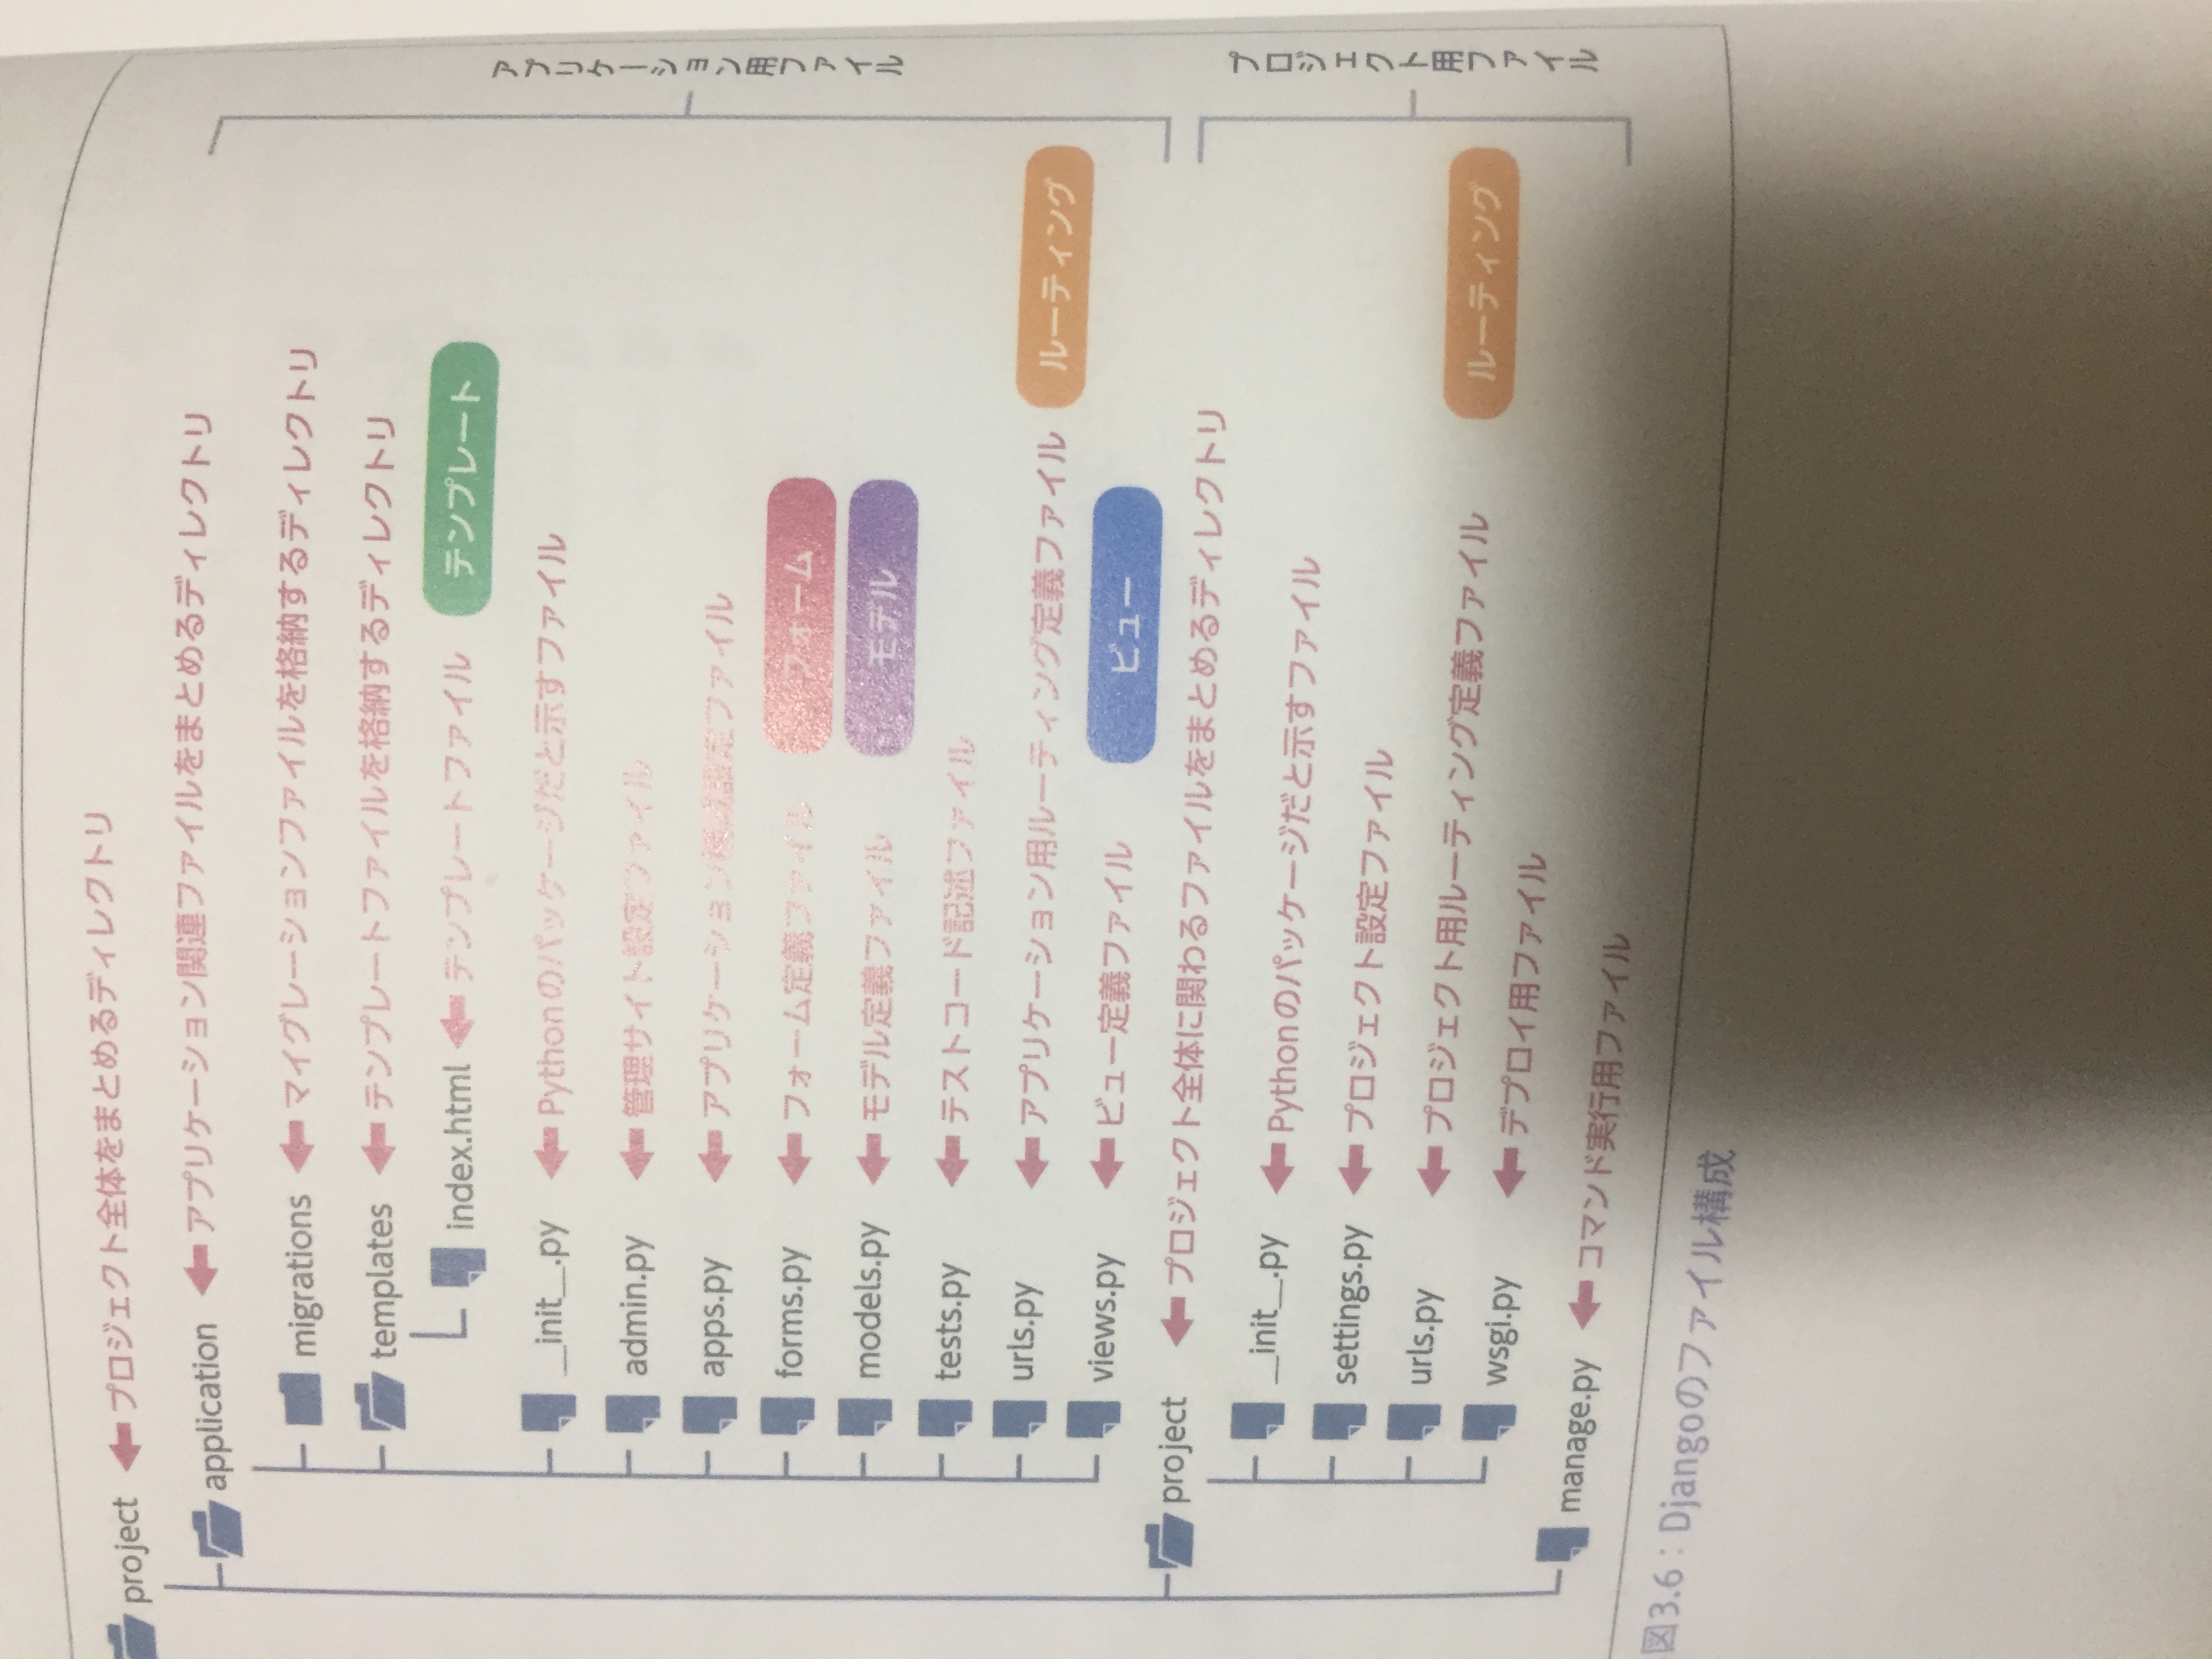 project ← プロジェクト全体をまとめるディレクトリ
application ← アプリケーション関連ファイルをまとめるディレクトリ
migrations ← マイグレーションファイルを格納するディレクトリ
templates ← テンプレートファイルを格納するディレクトリ
index.html ← テンプレートファイル テンプレート
__init__.py ← Pythonのパッケージだと示すファイル
admin.py ← 管理サイト設定ファイル
apps.py ← アプリケーション構成設定ファイル
forms.py ← フォーム定義ファイル フォーム
models.py ← モデル定義ファイル モデル
tests.py ← テストコード記述ファイル
urls.py ← アプリケーション用ルーティング定義ファイル ルーティング
views.py ← ビュー定義ファイル ビュー
アプリケーション用ファイル
project ← プロジェクト全体に関わるファイルをまとめるディレクトリ
__init__.py ← Pythonのパッケージだと示すファイル
settings.py ← プロジェクト設定ファイル
urls.py ← プロジェクト用ルーティング定義ファイル ルーティング
wsgi.py ← デプロイ用ファイル
manage.py ← コマンド実行用ファイル
プロジェクト用ファイル
図3.6：Djangoのファイル構成